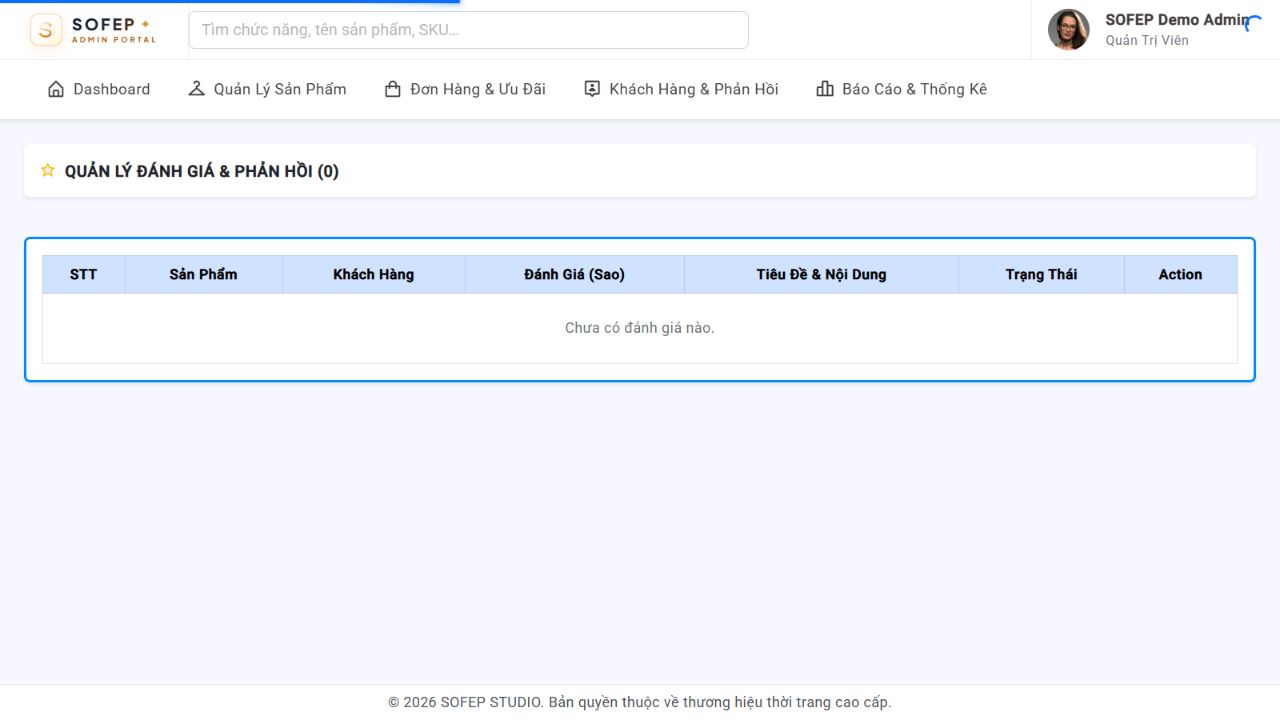 SOFEP
ADMIN PORTAL
Tìm chức năng, tên sản phẩm, SKU...
SOFEP Demo Admin
Quản Trị Viên
Dashboard
Quản Lý Sản Phẩm
Đơn Hàng & Ưu Đãi
Khách Hàng & Phản Hồi
Báo Cáo & Thống Kê
QUẢN LÝ ĐÁNH GIÁ & PHẢN HỒI (0)
STT Sản Phẩm Khách Hàng Đánh Giá (Sao) Tiêu Đề & Nội Dung Trạng Thái Action
Chưa có đánh giá nào.
© 2026 SOFEP STUDIO. Bản quyền thuộc về thương hiệu thời trang cao cấp.